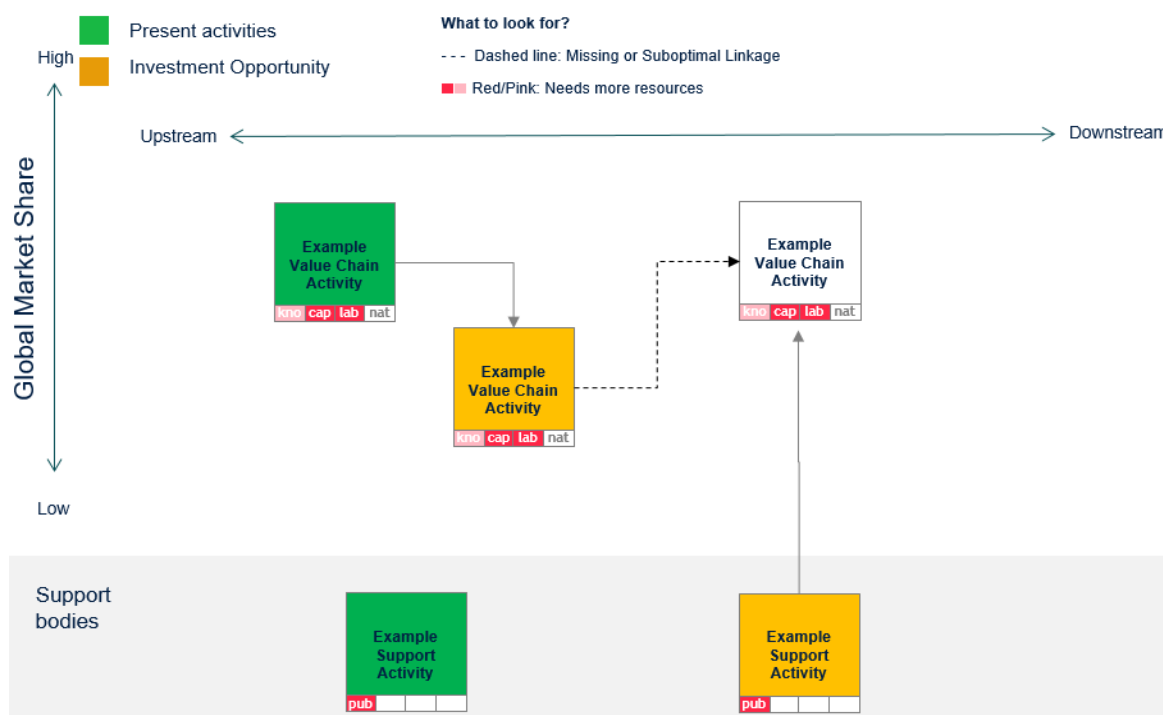 Present activities
Investment Opportunity
What to look for?
--- Dashed line: Missing or Suboptimal Linkage
Red/Pink: Needs more resources
High
Upstream
Downstream
Global Market Share
Example
Value Chain
Activity
kno cap lab nat
Example
Value Chain
Activity
kno cap lab nat
Example
Value Chain
Activity
kno cap lab nat
Low
Support
bodies
Example
Support
Activity
pub
Example
Support
Activity
pub